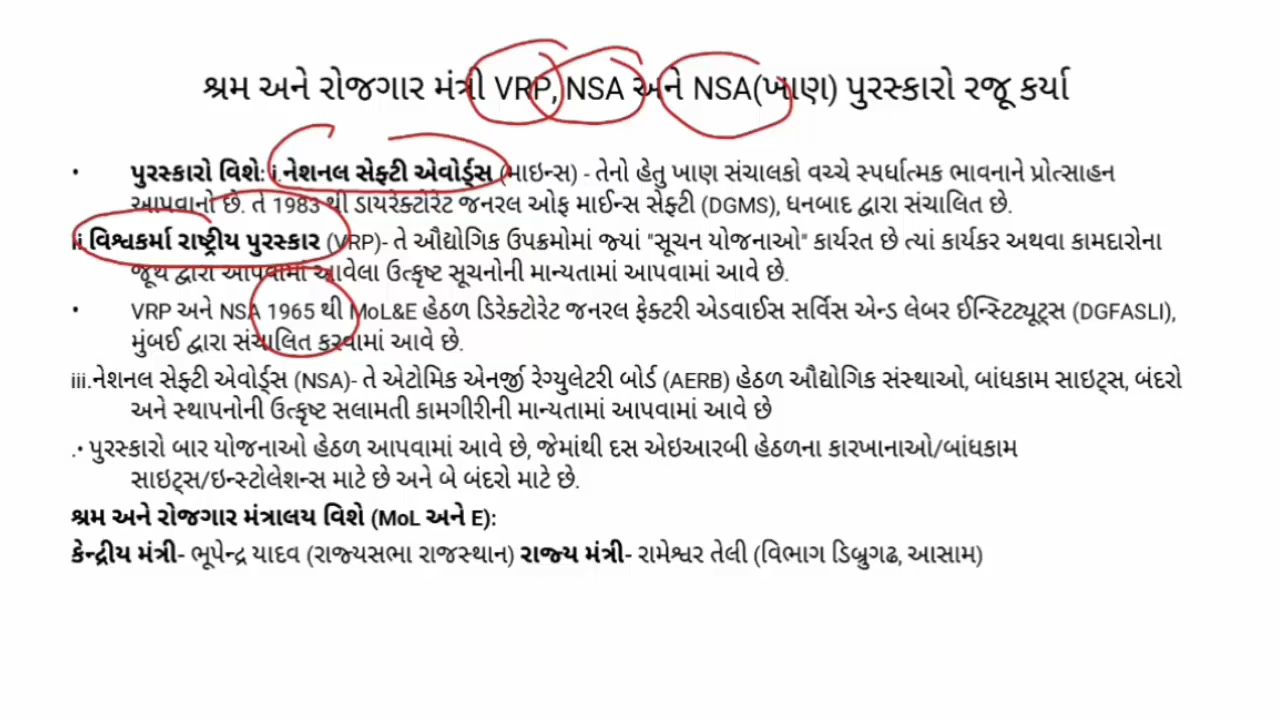 શ્રમ અને રોજગાર મંત્રી VRP, NSA અને NSA(ખાણ) પુરસ્કારો રજૂ કર્યા
• પુરસ્કારો વિશે: i.નેશનલ સેફ્ટી એવોર્ડ્સ (માઇન્સ) - તેનો હેતુ ખાણ સંચાલકો વચ્ચે સ્પર્ધાત્મક ભાવનાને પ્રોત્સાહન
આપવાનો છે. તે 1983 થી ડાયરેક્ટોરેટ જનરલ ઓફ માઈન્સ સેફ્ટી (DGMS), ધનબાદ દ્વારા સંચાલિત છે.
ii વિશ્વકર્મા રાષ્ટ્રીય પુરસ્કાર (VRP)- તે ઔદ્યોગિક ઉપક્રમોમાં જ્યાં "સૂચન યોજનાઓ" કાર્યરત છે ત્યાં કાર્યકર અથવા કામદારોના
જૂથ દ્વારા આપવામાં આવેલા ઉત્કૃષ્ટ સૂચનોની માન્યતામાં આપવામાં આવે છે.
• VRP અને NSA 1965 થી MoL&E હેઠળ ડિરેક્ટોરેટ જનરલ ફેક્ટરી એડવાઈસ સર્વિસ એન્ડ લેબર ઈન્સ્ટિટ્યૂટ્સ (DGFASLI),
મુંબઈ દ્વારા સંચાલિત કરવામાં આવે છે.
iii.નેશનલ સેફ્ટી એવોર્ડ્સ (NSA)- તે એટોમિક એનર્જી રેગ્યુલેટરી બોર્ડ (AERB) હેઠળ ઔદ્યોગિક સંસ્થાઓ, બાંધકામ સાઇટ્સ, બંદરો
અને સ્થાપનોની ઉત્કૃષ્ટ સલામતી કામગીરીની માન્યતામાં આપવામાં આવે છે
.• પુરસ્કારો બાર યોજનાઓ હેઠળ આપવામાં આવે છે, જેમાંથી દસ એઇઆરબી હેઠળના કારખાનાઓ/બાંધકામ
સાઇટ્સ/ઇન્સ્ટોલેશન્સ માટે છે અને બે બંદરો માટે છે.
શ્રમ અને રોજગાર મંત્રાલય વિશે (MoL અને E):
કેન્દ્રીય મંત્રી- ભૂપેન્દ્ર યાદવ (રાજ્યસભા રાજસ્થાન) રાજ્ય મંત્રી- રામેશ્વર તેલી (વિભાગ ડિબ્રુગઢ, આસામ)